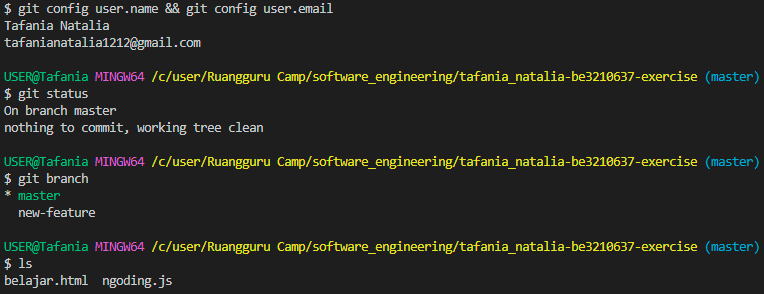 $ git config user.name && git config user.email
Tafania Natalia
tafanianatalia1212@gmail.com
USER@Tafania MINGW64 /c/user/Ruangguru Camp/software_engineering/tafania_natalia-be3210637-exercise (master)
$ git status
On branch master
nothing to commit, working tree clean
USER@Tafania MINGW64 /c/user/Ruangguru Camp/software_engineering/tafania_natalia-be3210637-exercise (master)
$ git branch
* master
  new-feature
USER@Tafania MINGW64 /c/user/Ruangguru Camp/software_engineering/tafania_natalia-be3210637-exercise (master)
$ ls
belajar.html  ngoding.js